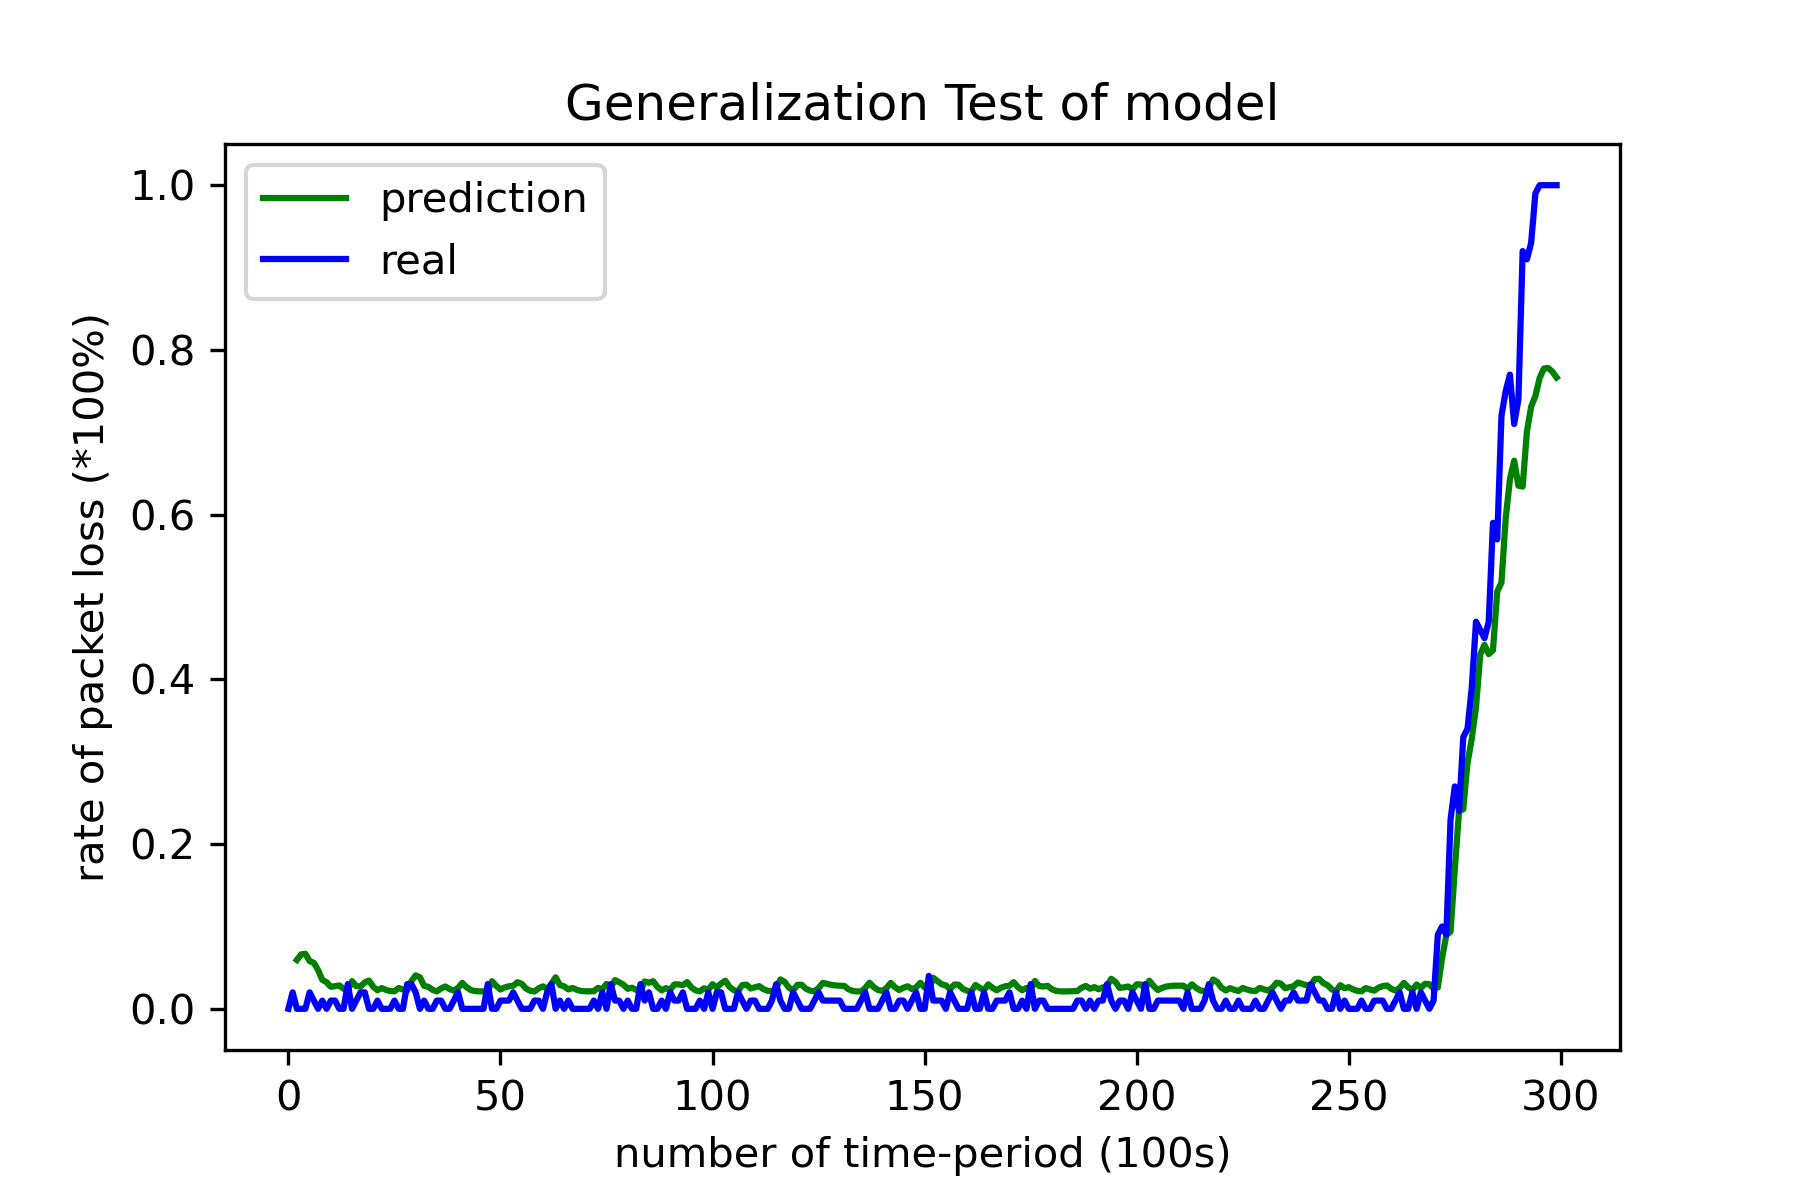 Generalization Test of model
prediction
real
1.0
0.8
0.6
0.4
0.2
0.0
rate of packet loss (*100%)
0 50 100 150 200 250 300
number of time-period (100s)